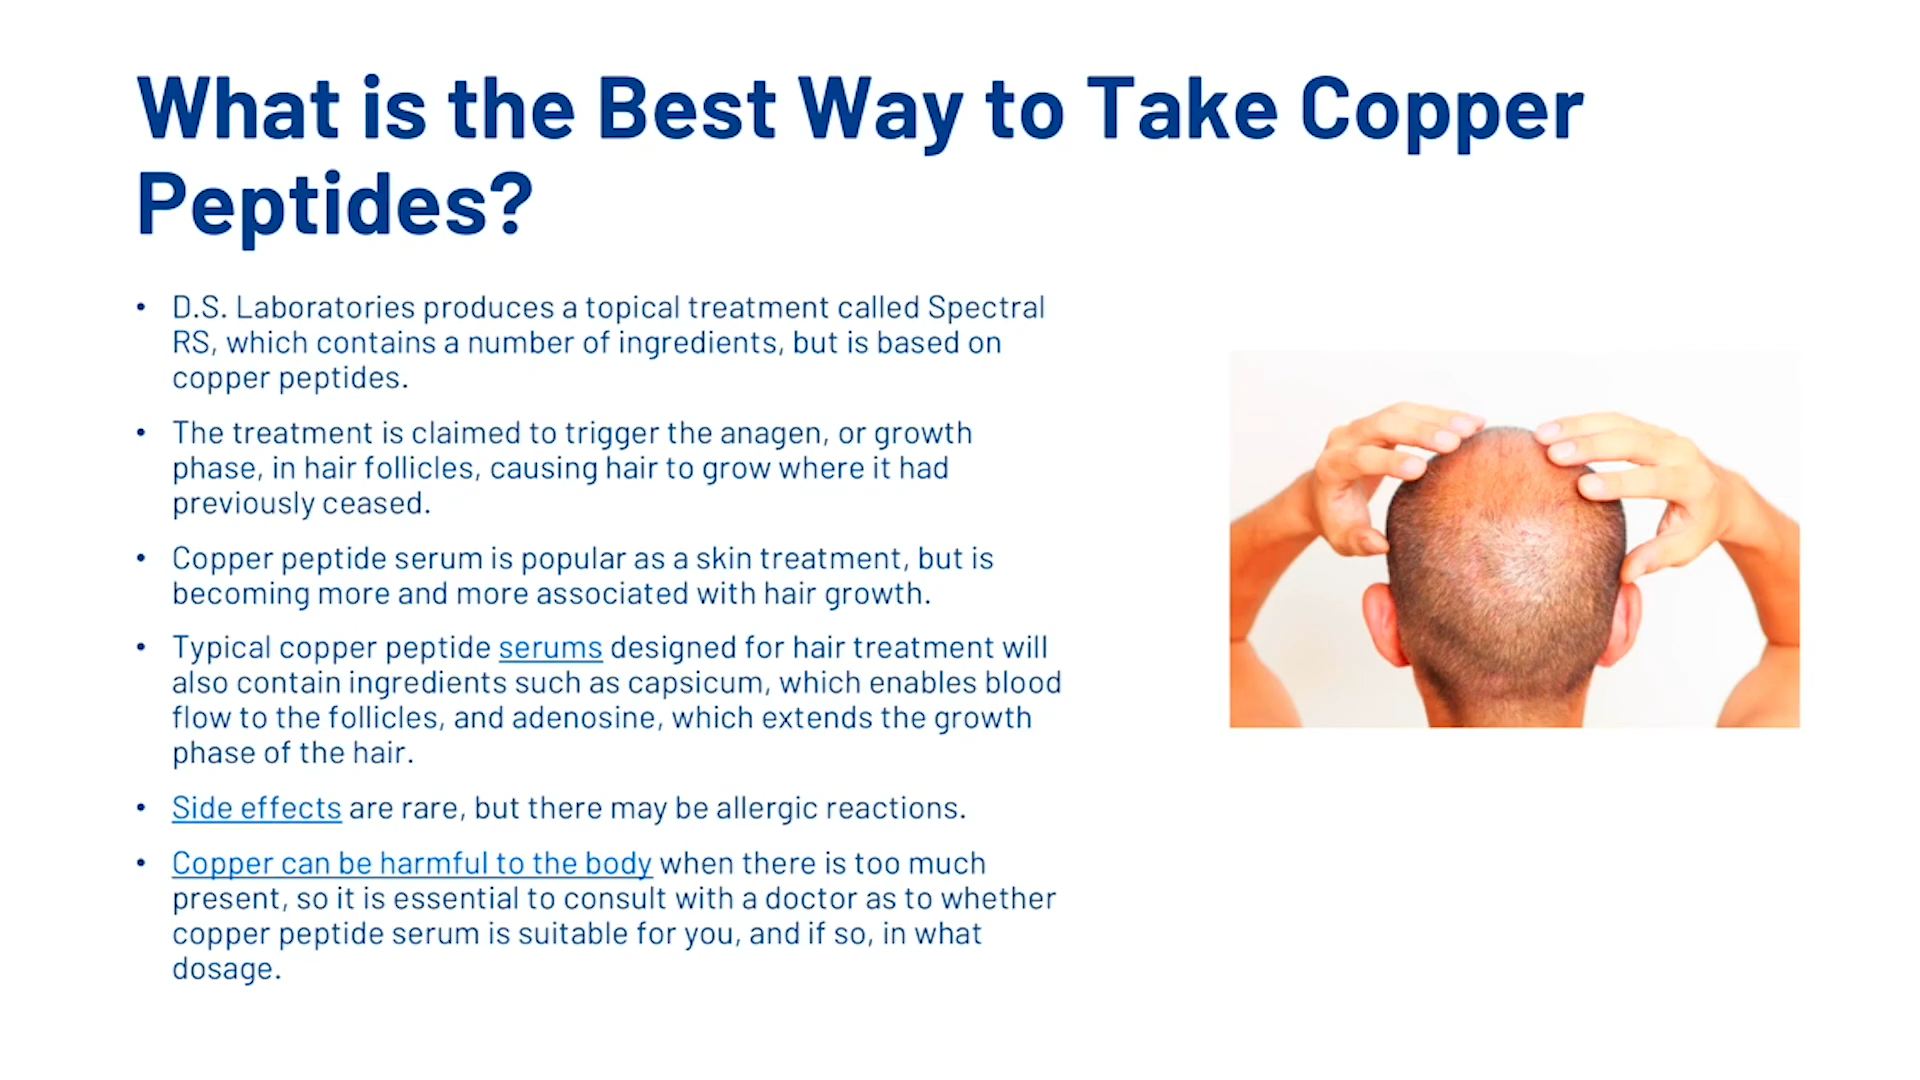 What is the Best Way to Take Copper
Peptides?
• D.S. Laboratories produces a topical treatment called Spectral
RS, which contains a number of ingredients, but is based on
copper peptides.
• The treatment is claimed to trigger the anagen, or growth
phase, in hair follicles, causing hair to grow where it had
previously ceased.
• Copper peptide serum is popular as a skin treatment, but is
becoming more and more associated with hair growth.
• Typical copper peptide serums designed for hair treatment will
also contain ingredients such as capsicum, which enables blood
flow to the follicles, and adenosine, which extends the growth
phase of the hair.
• Side effects are rare, but there may be allergic reactions.
• Copper can be harmful to the body when there is too much
present, so it is essential to consult with a doctor as to whether
copper peptide serum is suitable for you, and if so, in what
dosage.